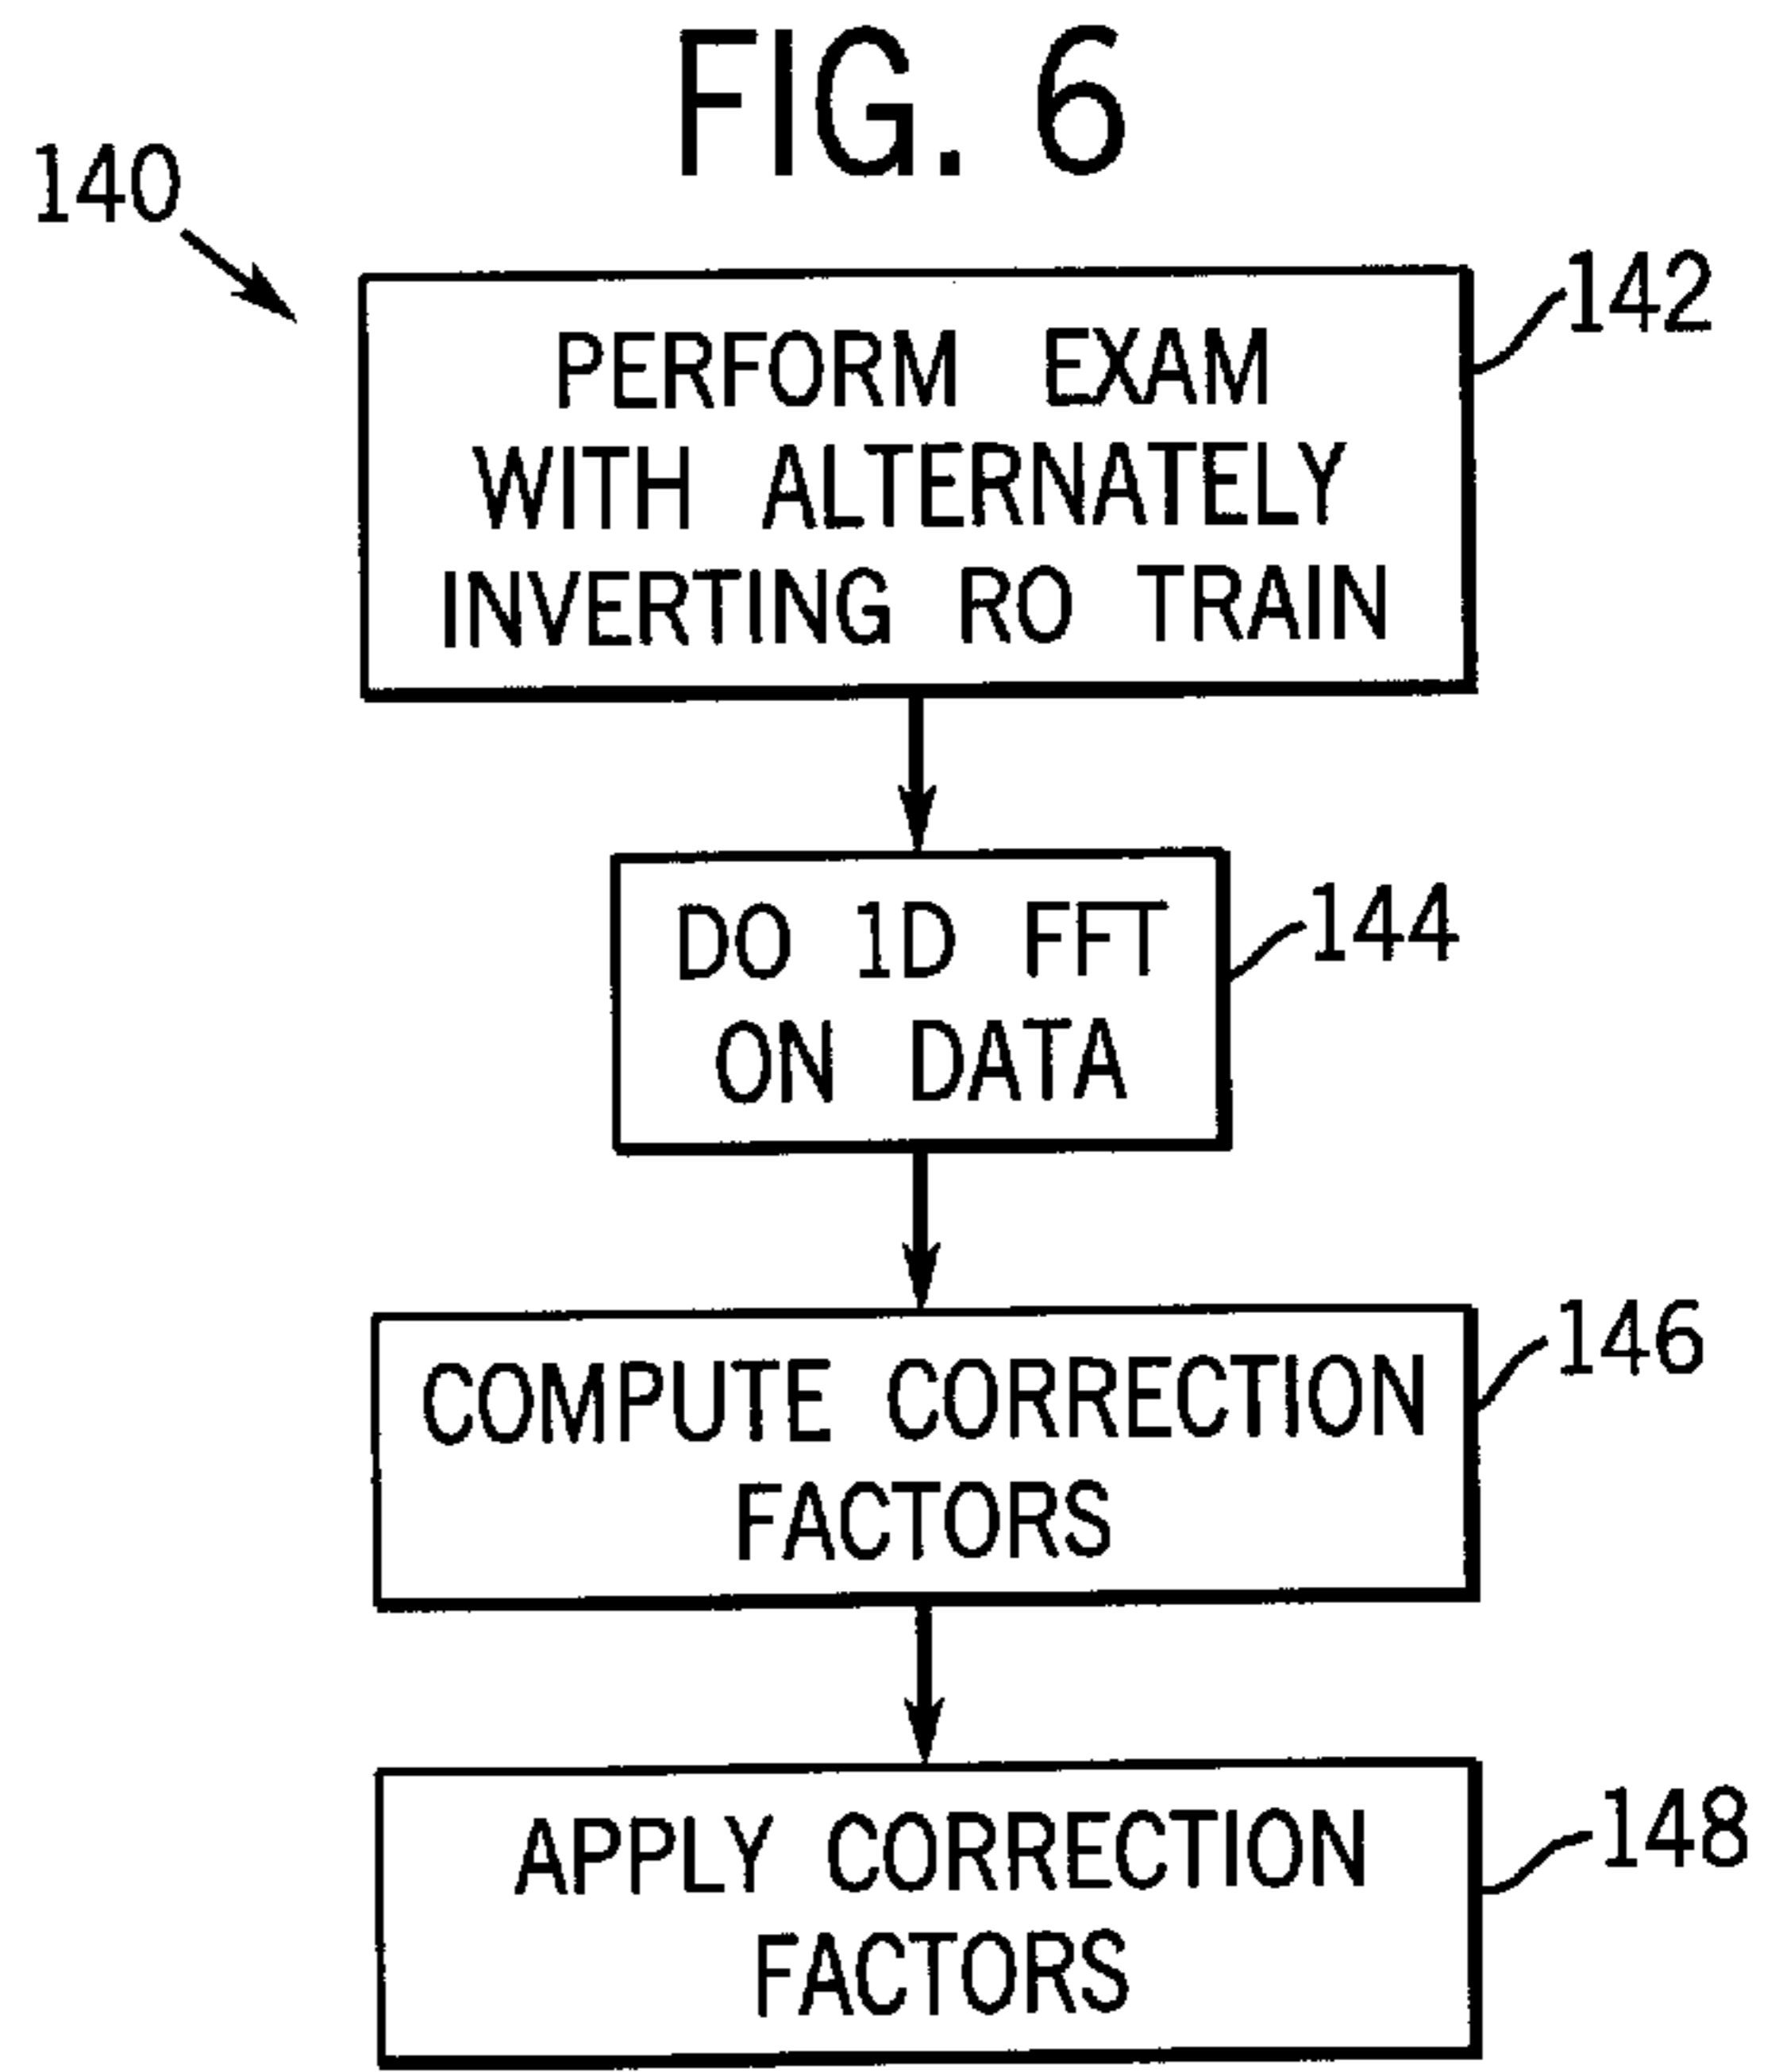 FIG. 6
140
142
PERFORM EXAM
WITH ALTERNATELY
INVERTING RO TRAIN
144
DO 1D FFT
ON DATA
146
COMPUTE CORRECTION
FACTORS
148
APPLY CORRECTION
FACTORS